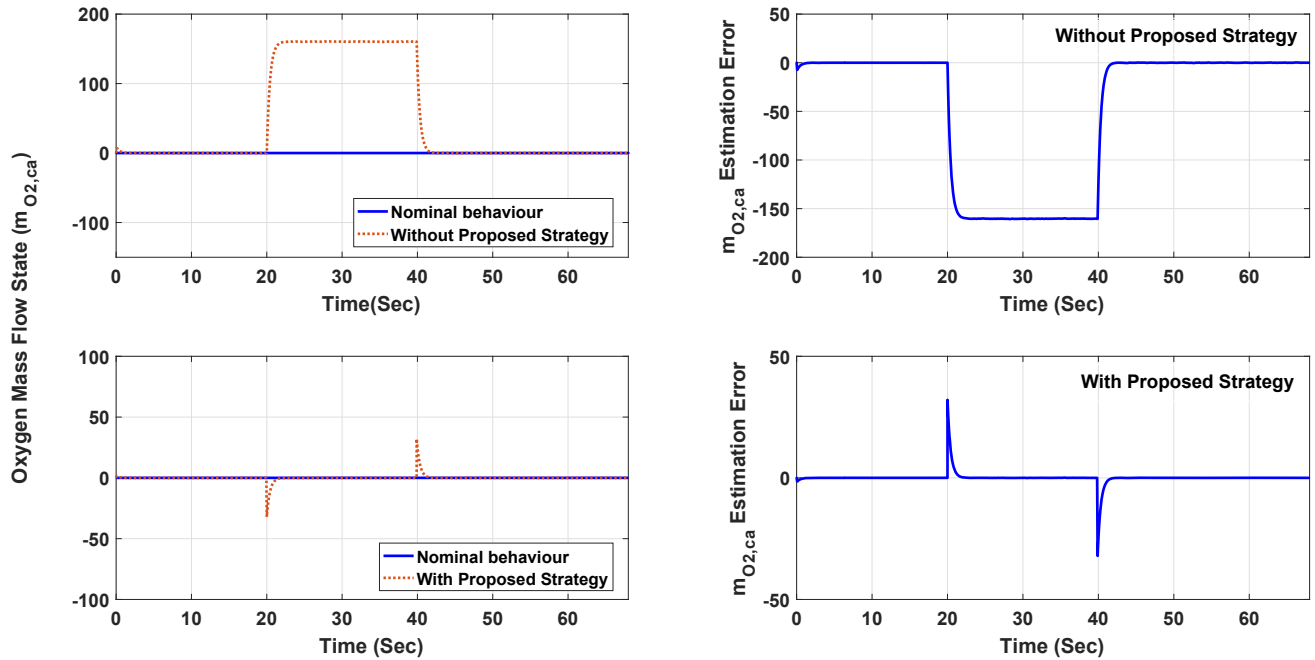 Oxygen Mass Flow State (m_O2,ca)
200
100
0
-100
0 10 20 30 40 50 60
Time(Sec)
Nominal behaviour
Without Proposed Strategy
m_O2,ca Estimation Error
50
0
-50
-100
-150
-200
0 10 20 30 40 50 60
Time (Sec)
Without Proposed Strategy
100
50
0
-50
-100
0 10 20 30 40 50 60
Time (Sec)
Nominal behaviour
With Proposed Strategy
m_O2,ca Estimation Error
50
0
-50
0 10 20 30 40 50 60
Time (Sec)
With Proposed Strategy